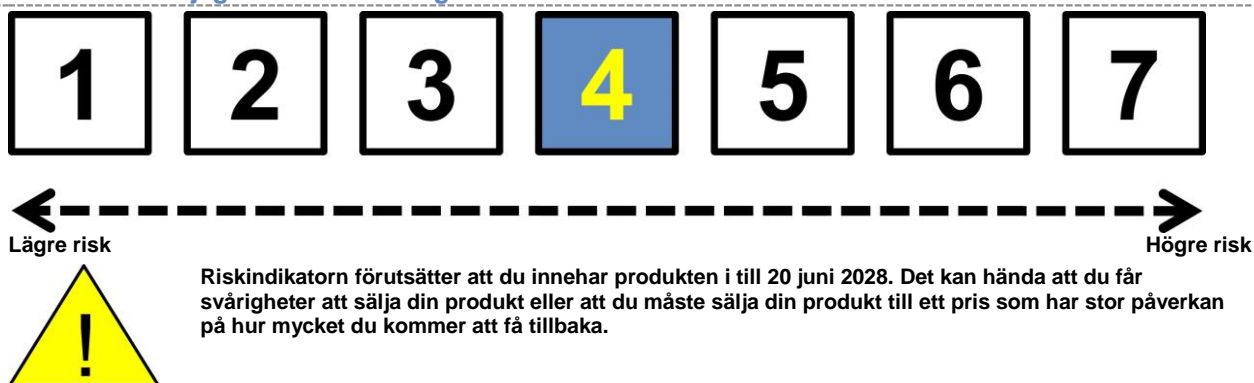 1 2 3 4 5 6 7
Lägre risk Högre risk
Riskindikatorn förutsätter att du innehar produkten i till 20 juni 2028. Det kan hända att du får
svårigheter att sälja din produkt eller att du måste sälja din produkt till ett pris som har stor påverkan
på hur mycket du kommer att få tillbaka.
!